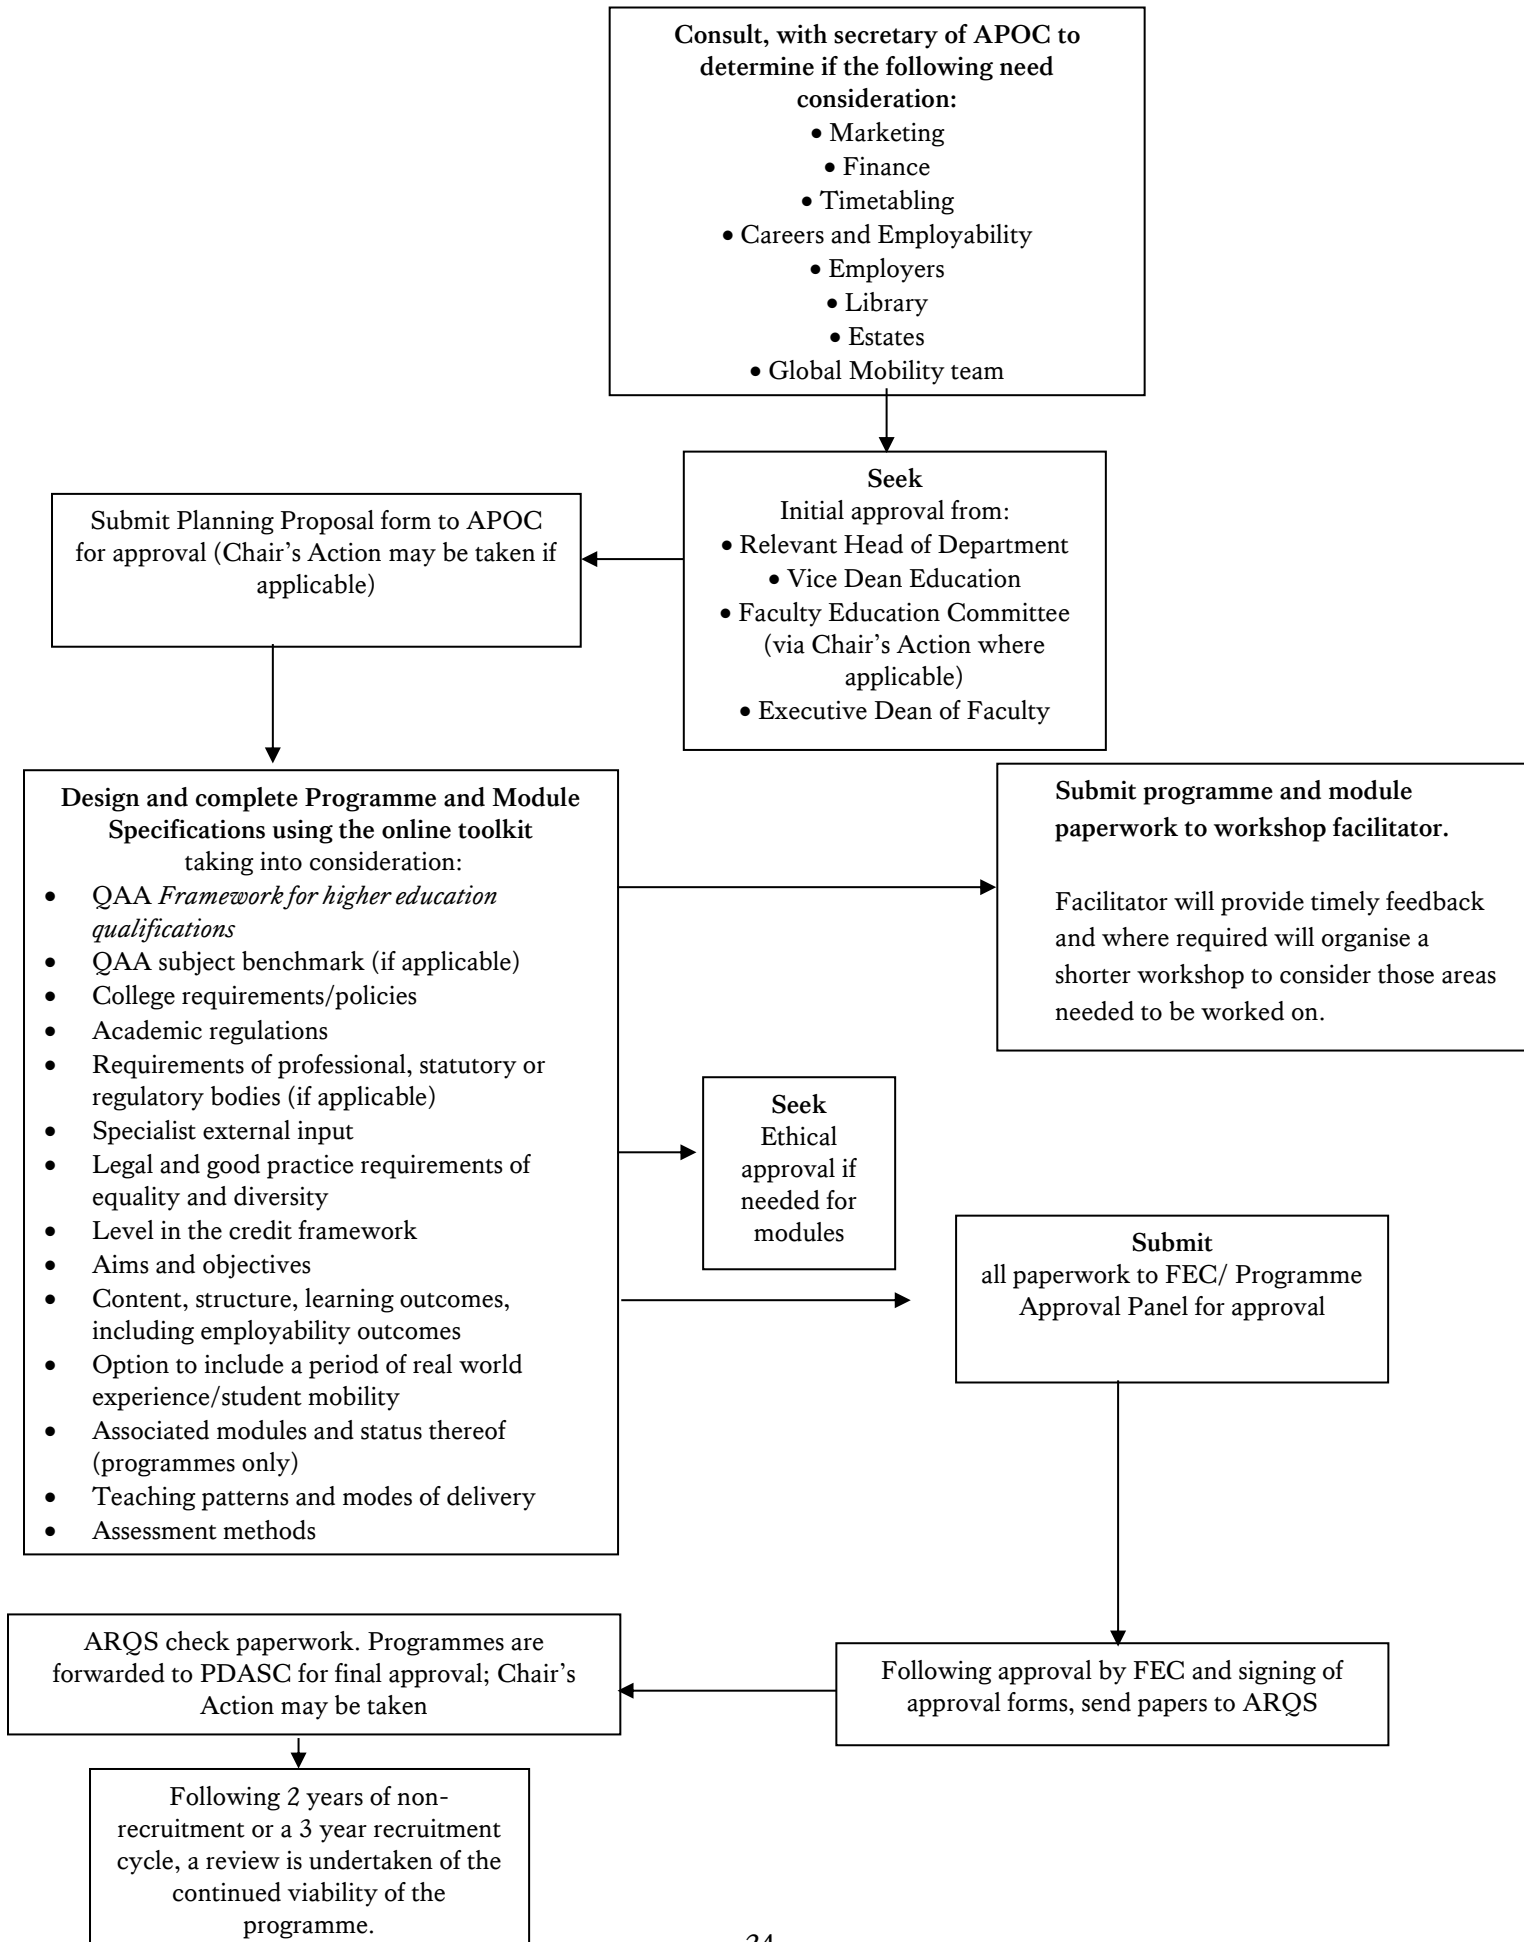 Consult, with secretary of APOC to
determine if the following need
consideration:
• Marketing
• Finance
• Timetabling
• Careers and Employability
• Employers
• Library
• Estates
• Global Mobility team
Seek
Initial approval from:
• Relevant Head of Department
• Vice Dean Education
• Faculty Education Committee
(via Chair’s Action where
applicable)
• Executive Dean of Faculty
Submit Planning Proposal form to APOC
for approval (Chair’s Action may be taken if
applicable)
Design and complete Programme and Module
Specifications using the online toolkit
taking into consideration:
• QAA Framework for higher education
qualifications
• QAA subject benchmark (if applicable)
• College requirements/policies
• Academic regulations
• Requirements of professional, statutory or
regulatory bodies (if applicable)
• Specialist external input
• Legal and good practice requirements of
equality and diversity
• Level in the credit framework
• Aims and objectives
• Content, structure, learning outcomes,
including employability outcomes
• Option to include a period of real world
experience/student mobility
• Associated modules and status thereof
(programmes only)
• Teaching patterns and modes of delivery
• Assessment methods
Submit programme and module
paperwork to workshop facilitator.
Facilitator will provide timely feedback
and where required will organise a
shorter workshop to consider those areas
needed to be worked on.
Seek
Ethical
approval if
needed for
modules
Submit
all paperwork to FEC/ Programme
Approval Panel for approval
Following approval by FEC and signing of
approval forms, send papers to ARQS
ARQS check paperwork. Programmes are
forwarded to PDASC for final approval; Chair’s
Action may be taken
Following 2 years of non-
recruitment or a 3 year recruitment
cycle, a review is undertaken of the
continued viability of the
programme.